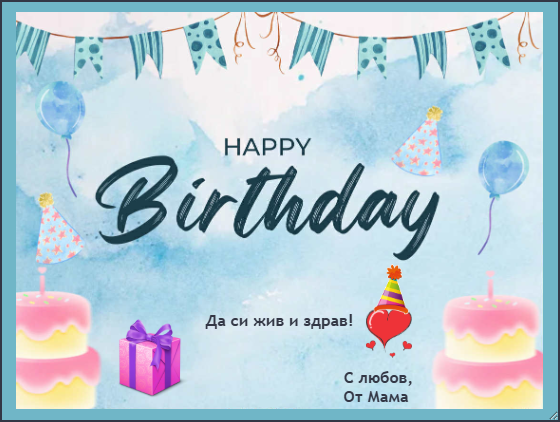 HAPPY
Birthday
Да си жив и здрав!
С любов,
От Мама